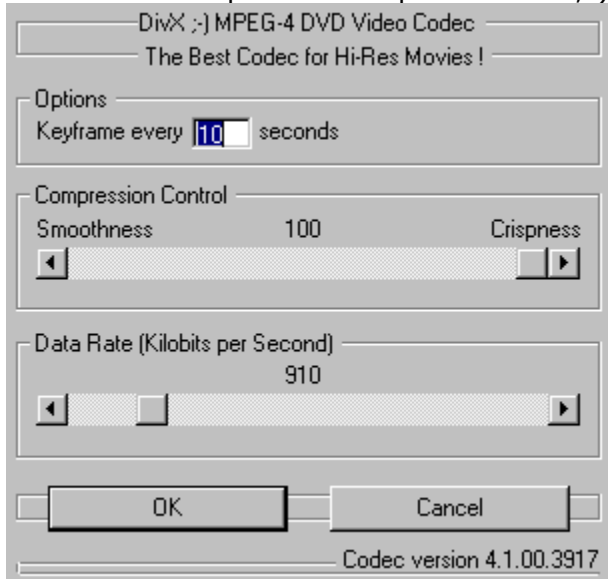 DivX ;-) MPEG-4 DVD Video Codec
The Best Codec for Hi-Res Movies !
Options
Keyframe every 10 seconds
Compression Control
Smoothness 100 Crispness
Data Rate (Kilobits per Second)
910
OK Cancel
Codec version 4.1.00.3917